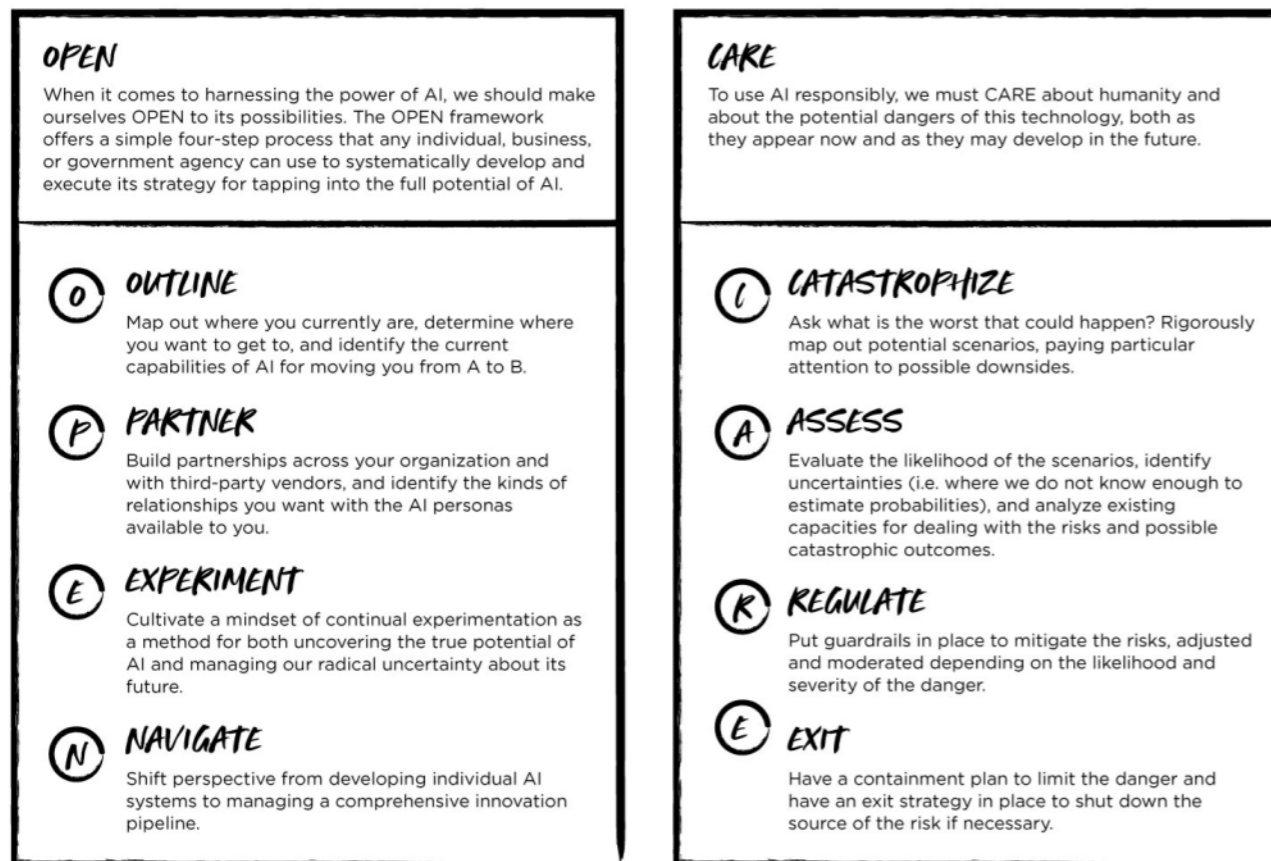 OPEN
When it comes to harnessing the power of AI, we should make
ourselves OPEN to its possibilities. The OPEN framework
offers a simple four-step process that any individual, business,
or government agency can use to systematically develop and
execute its strategy for tapping into the full potential of AI.
O OUTLINE
Map out where you currently are, determine where
you want to get to, and identify the current
capabilities of AI for moving you from A to B.
P PARTNER
Build partnerships across your organization and
with third-party vendors, and identify the kinds of
relationships you want with the AI personas
available to you.
E EXPERIMENT
Cultivate a mindset of continual experimentation as
a method for both uncovering the true potential of
AI and managing our radical uncertainty about its
future.
N NAVIGATE
Shift perspective from developing individual AI
systems to managing a comprehensive innovation
pipeline.
CARE
To use AI responsibly, we must CARE about humanity and
about the potential dangers of this technology, both as
they appear now and as they may develop in the future.
C CATASTROPHIZE
Ask what is the worst that could happen? Rigorously
map out potential scenarios, paying particular
attention to possible downsides.
A ASSESS
Evaluate the likelihood of the scenarios, identify
uncertainties (i.e. where we do not know enough to
estimate probabilities), and analyze existing
capacities for dealing with the risks and possible
catastrophic outcomes.
R REGULATE
Put guardrails in place to mitigate the risks, adjusted
and moderated depending on the likelihood and
severity of the danger.
E EXIT
Have a containment plan to limit the danger and
have an exit strategy in place to shut down the
source of the risk if necessary.